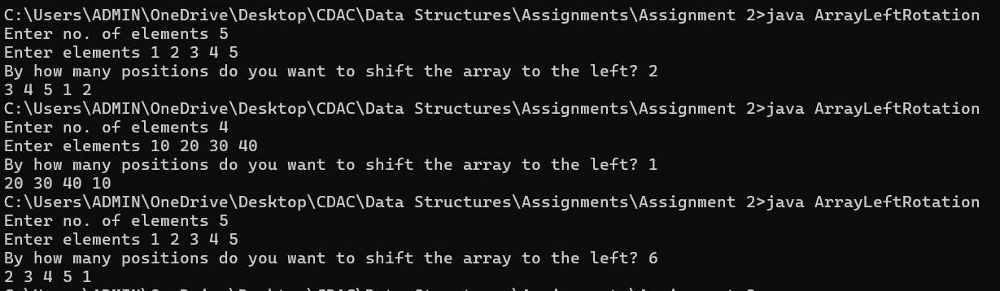 C:\Users\ADMIN\OneDrive\Desktop\CDAC\Data Structures\Assignments\Assignment 2>java ArrayLeftRotation
Enter no. of elements 5
Enter elements 1 2 3 4 5
By how many positions do you want to shift the array to the left? 2
3 4 5 1 2
C:\Users\ADMIN\OneDrive\Desktop\CDAC\Data Structures\Assignments\Assignment 2>java ArrayLeftRotation
Enter no. of elements 4
Enter elements 10 20 30 40
By how many positions do you want to shift the array to the left? 1
20 30 40 10
C:\Users\ADMIN\OneDrive\Desktop\CDAC\Data Structures\Assignments\Assignment 2>java ArrayLeftRotation
Enter no. of elements 5
Enter elements 1 2 3 4 5
By how many positions do you want to shift the array to the left? 6
2 3 4 5 1